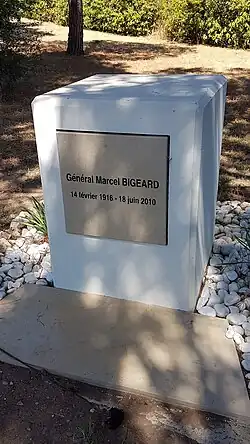 Général Marcel BIGEARD
14 février 1916 - 18 juin 2010